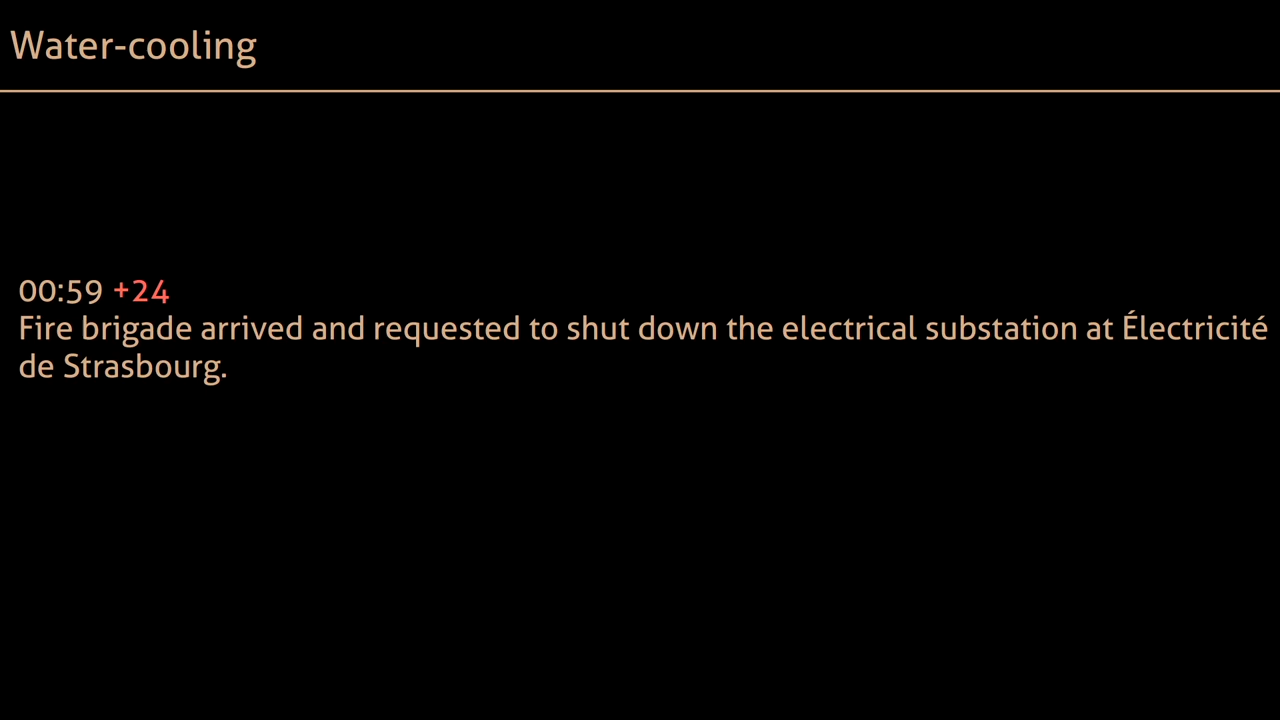 Water-cooling
00:59 +24
Fire brigade arrived and requested to shut down the electrical substation at Électricité
de Strasbourg.